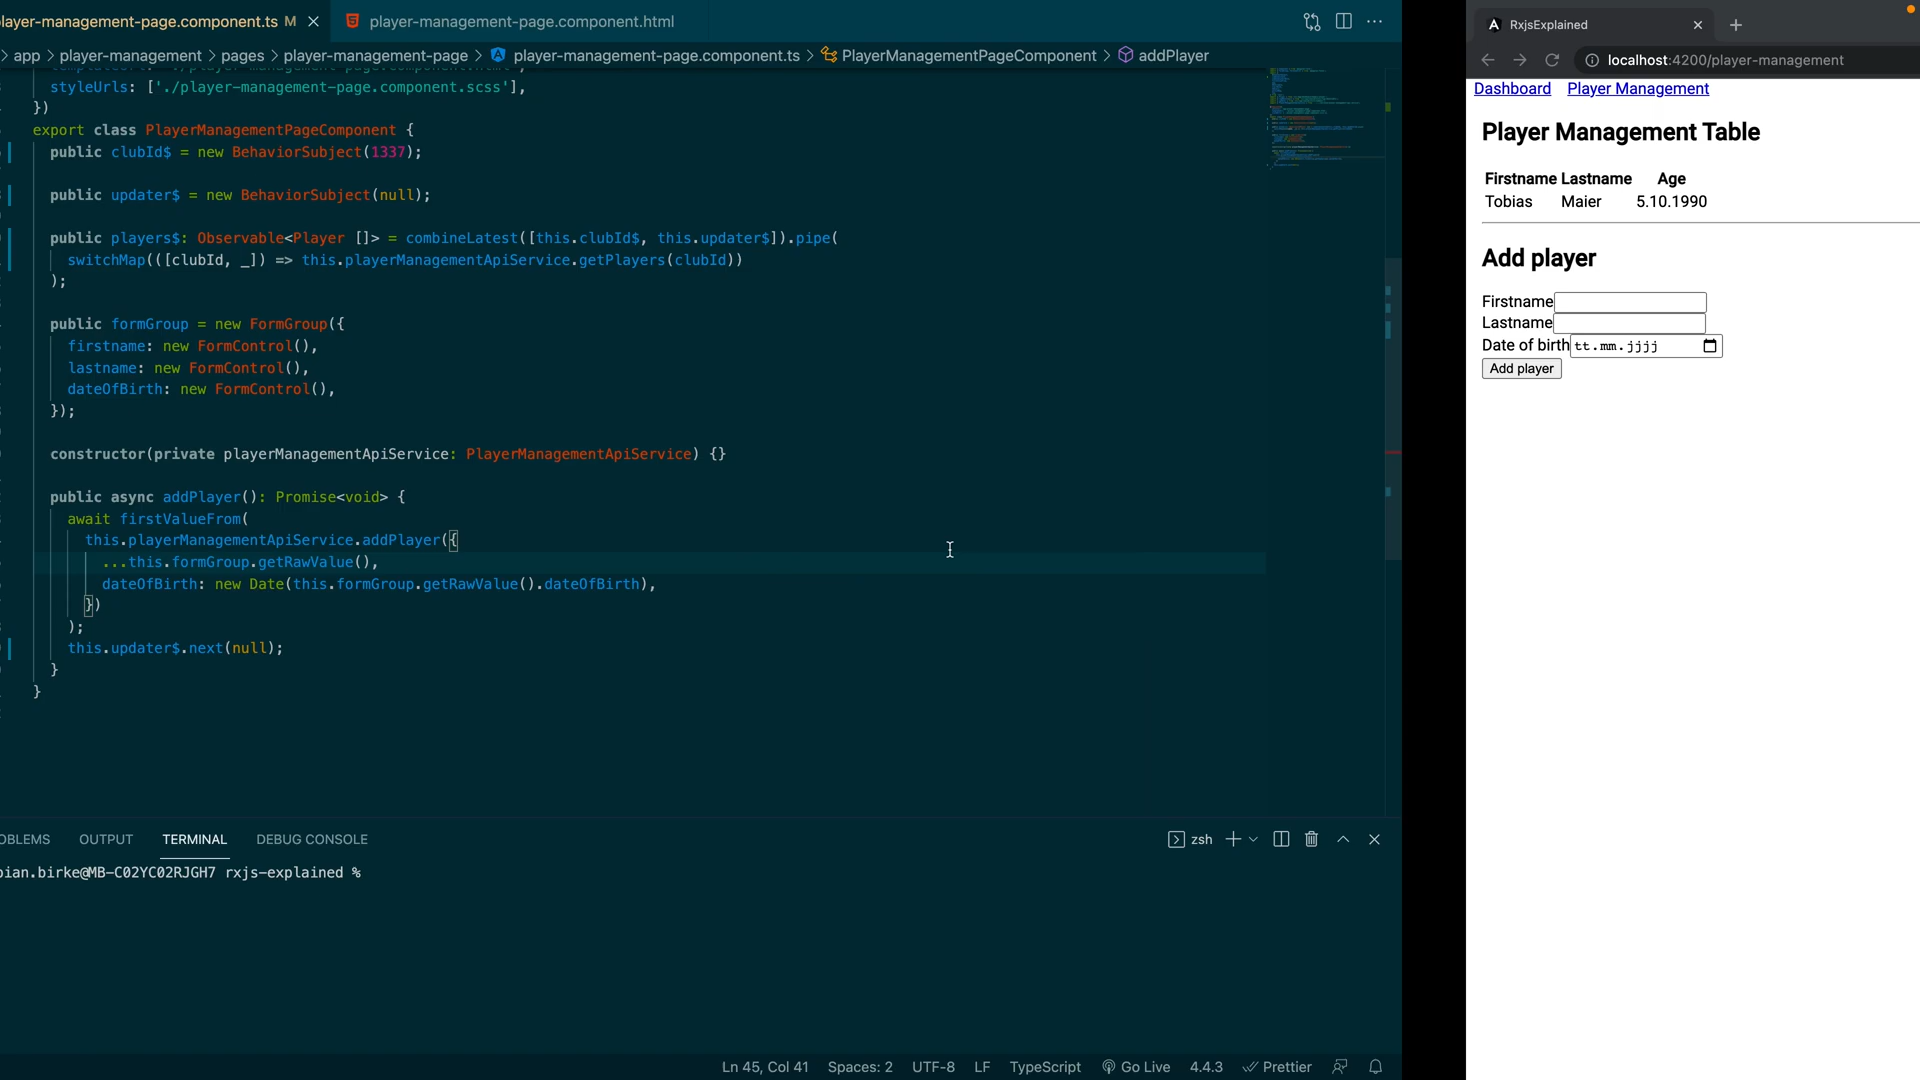 layer-management-page.component.ts M
player-management-page.component.html
app > player-management > pages > player-management-page > player-management-page.component.ts > PlayerManagementPageComponent > addPlayer
styleUrls: ['./player-management-page.component.scss'],
})
export class PlayerManagementPageComponent {
public clubId$ = new BehaviorSubject(1337);
public updater$ = new BehaviorSubject(null);
public players$: Observable<Player []> = combineLatest([this.clubId$, this.updater$]).pipe(
switchMap(([clubId, _]) => this.playerManagementApiService.getPlayers(clubId))
);
public formGroup = new FormGroup({
firstname: new FormControl(),
lastname: new FormControl(),
dateOfBirth: new FormControl(),
});
constructor(private playerManagementApiService: PlayerManagementApiService) {}
public async addPlayer(): Promise<void> {
await firstValueFrom(
this.playerManagementApiService.addPlayer({
...this.formGroup.getRawValue(),
dateOfBirth: new Date(this.formGroup.getRawValue().dateOfBirth),
})
);
this.updater$.next(null);
}
}
OBLEMS OUTPUT TERMINAL DEBUG CONSOLE
zsh
bian.birke@MB-C02YC02RJGH7 rxjs-explained %
Ln 45, Col 41 Spaces: 2 UTF-8 LF TypeScript Go Live 4.4.3 Prettier
RxjsExplained
localhost:4200/player-management
Dashboard Player Management
Player Management Table
Firstname Lastname Age
Tobias Maier 5.10.1990
Add player
Firstname
Lastname
Date of birth tt.mm.jjjj
Add player